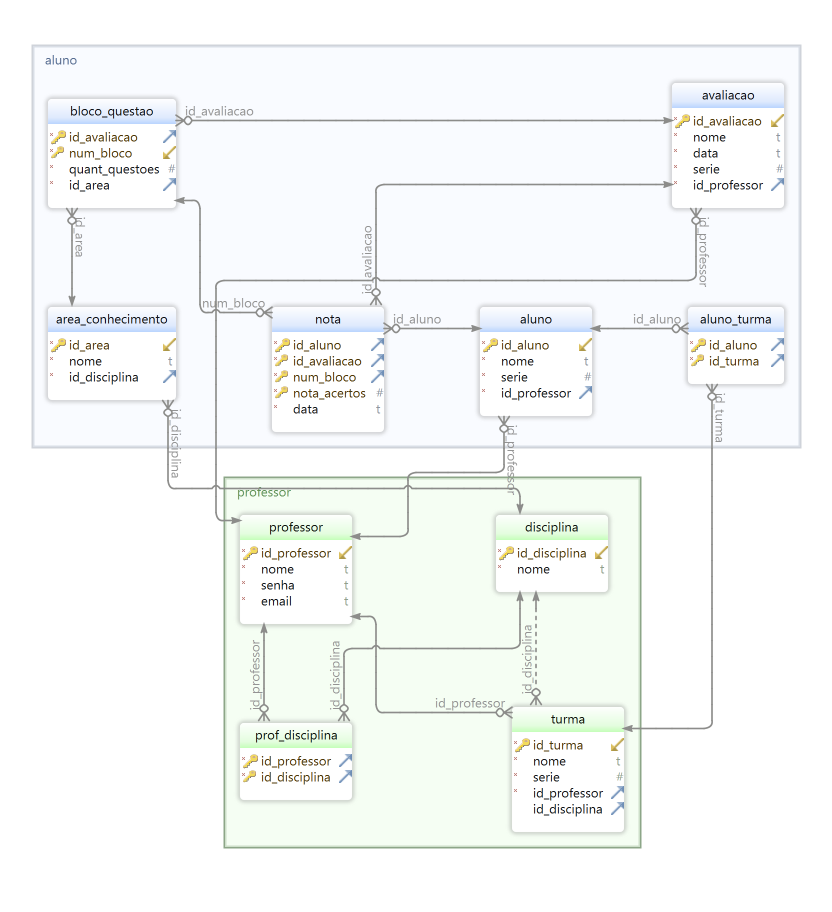 aluno
bloco_questao
id_avaliacao
num_bloco
quant_questoes #
id_area
id_avaliacao
avaliacao
id_avaliacao
nome t
data t
serie #
id_professor
id_area
id_avaliacao
id_professor
num_bloco
area_conhecimento
id_area
nome t
id_disciplina
nota
id_aluno
id_avaliacao
num_bloco
nota_acertos #
data t
id_aluno
aluno
id_aluno
nome t
serie #
id_professor
id_aluno
aluno_turma
id_aluno
id_turma
id_disciplina
id_professor
id_turma
professor
professor
id_professor
nome t
senha t
email t
disciplina
id_disciplina
nome t
id_professor
id_disciplina
id_disciplina
id_professor
prof_disciplina
id_professor
id_disciplina
turma
id_turma
nome t
serie #
id_professor
id_disciplina